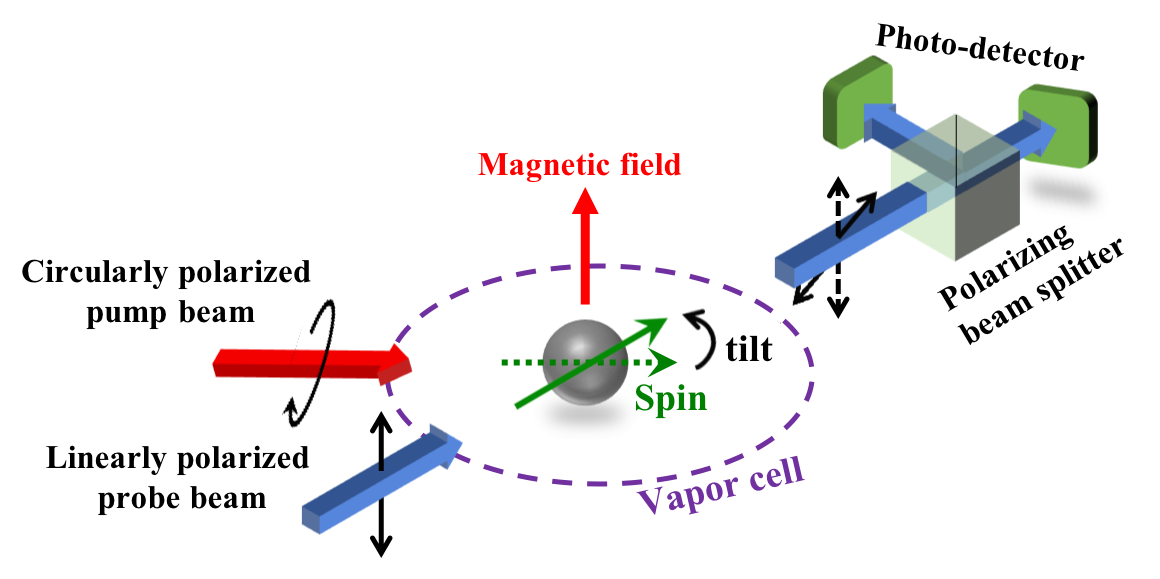 Photo-detector
Magnetic field
Circularly polarized
pump beam
Polarizing
beam splitter
tilt
Spin
Linearly polarized
probe beam
Vapor cell